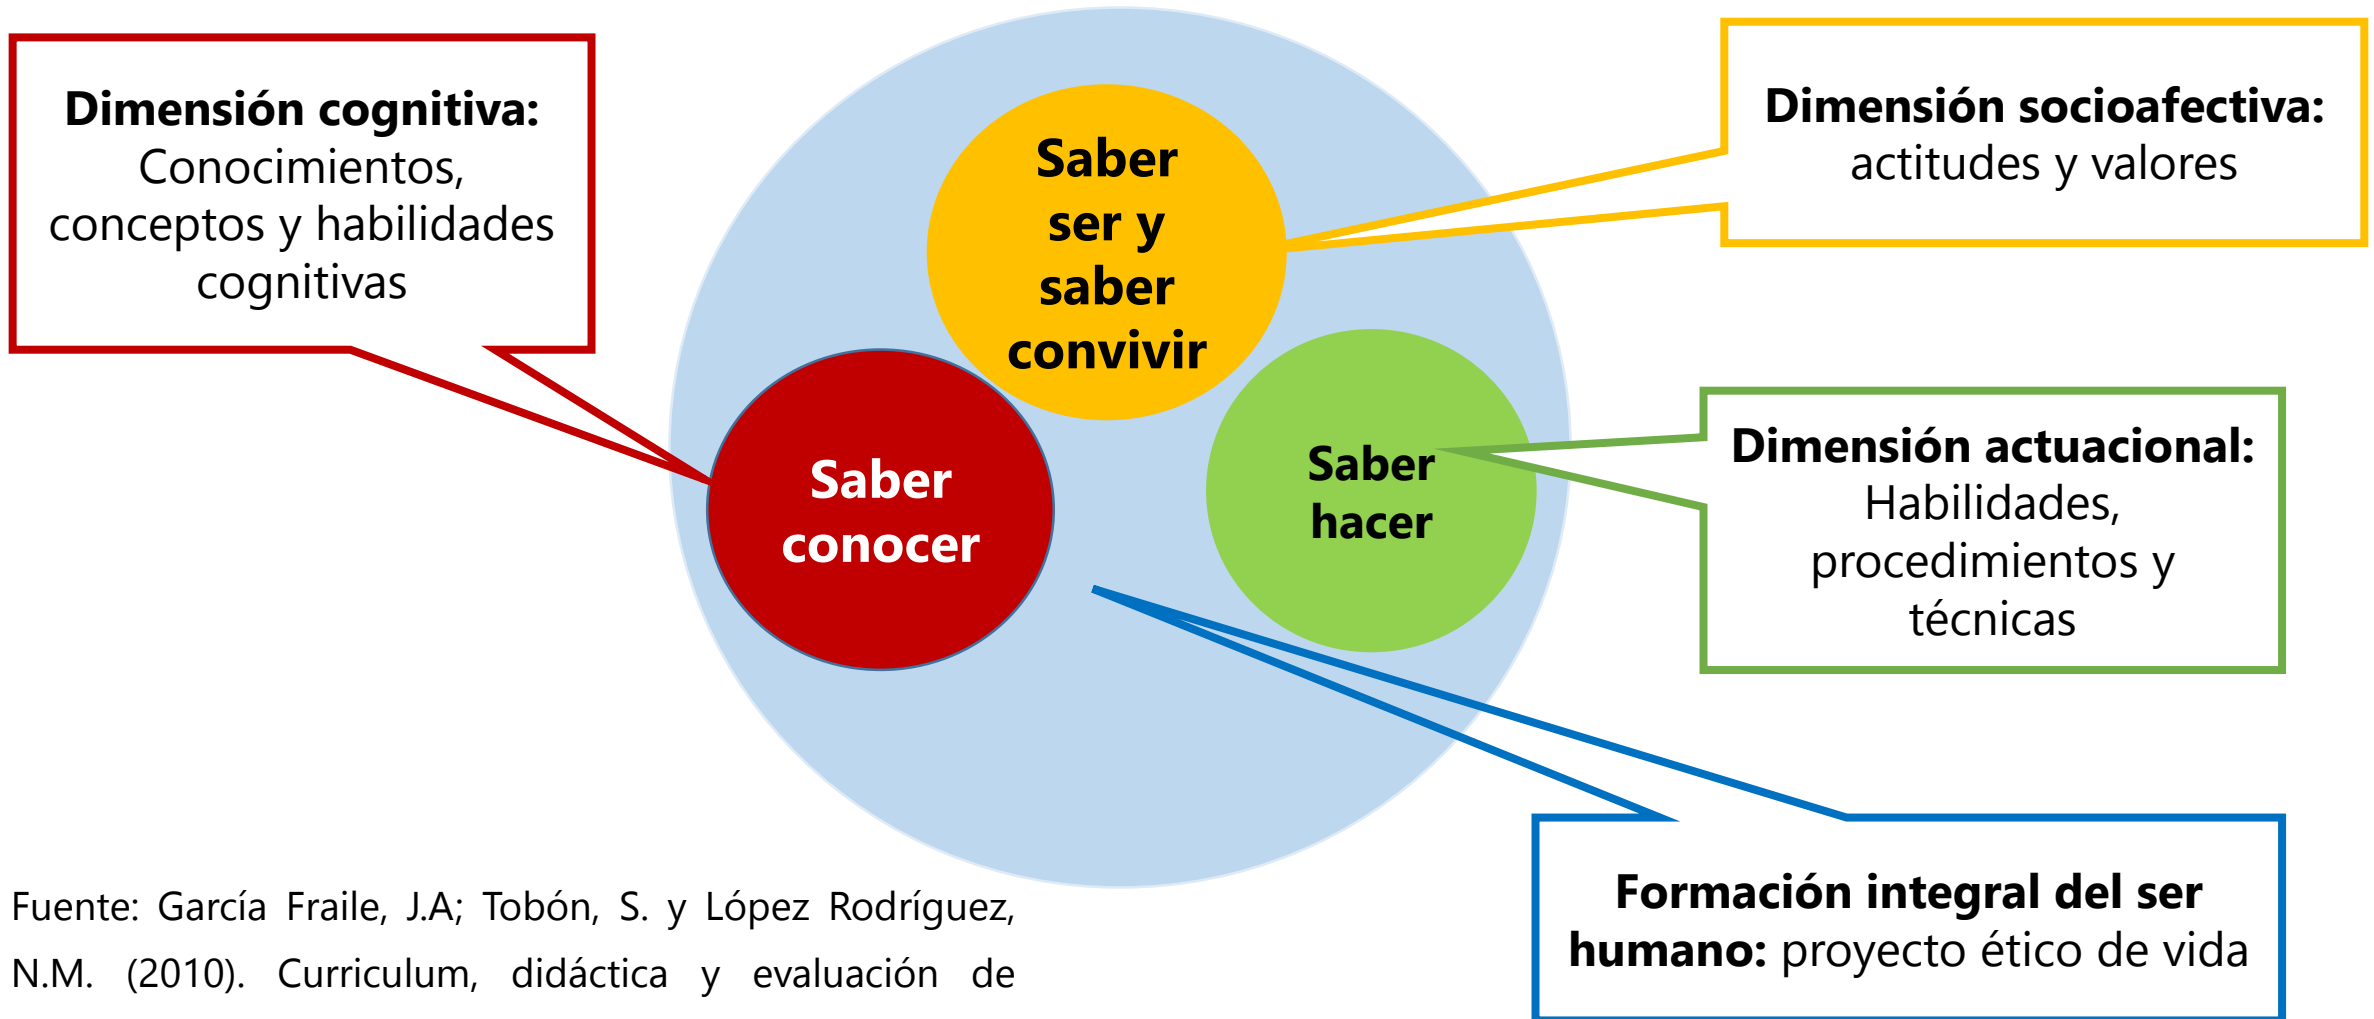 Dimensión cognitiva:
Conocimientos,
conceptos y habilidades
cognitivas
Saber
ser y
saber
convivir
Dimensión socioafectiva:
actitudes y valores
Saber
conocer
Saber
hacer
Dimensión actuacional:
Habilidades,
procedimientos y
técnicas
Formación integral del ser
humano: proyecto ético de vida
Fuente: García Fraile, J.A; Tobón, S. y López Rodríguez,
N.M. (2010). Curriculum, didáctica y evaluación de